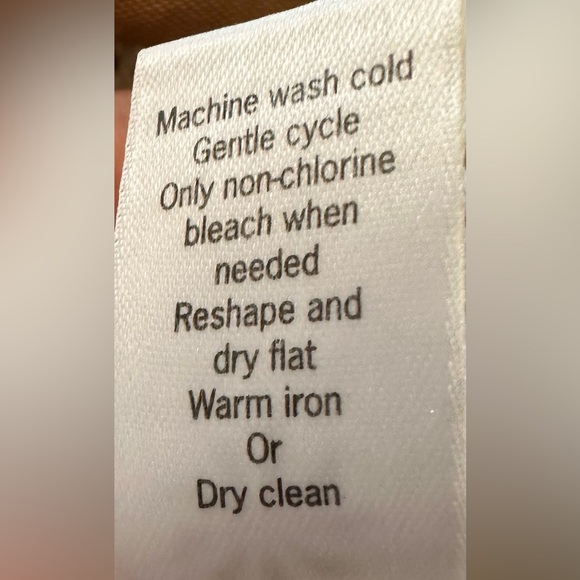 Machine wash cold
Gentle cycle
Only non-chlorine
bleach when
needed
Reshape and
dry flat
Warm iron
Or
Dry clean